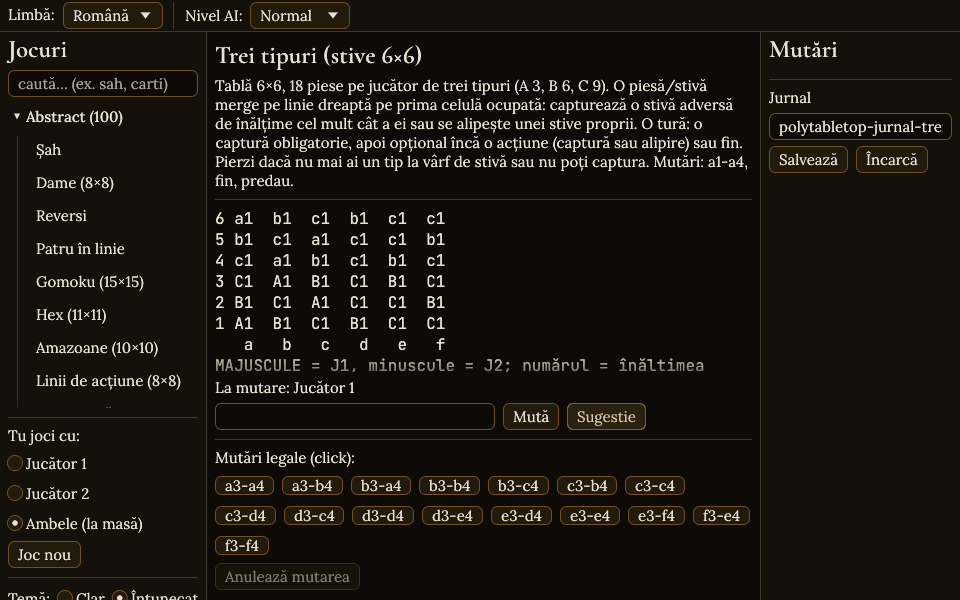 Limbă:
Română
Nivel AI:
Normal
Jocuri
caută... (ex. sah, carti)
Abstract (100)
Șah
Dame (8×8)
Reversi
Patru în linie
Gomoku (15×15)
Hex (11×11)
Amazoane (10×10)
Linii de acțiune (8×8)
Tu joci cu:
Jucător 1
Jucător 2
Ambele (la masă)
Joc nou
Temă: Clar Întunecat
Trei tipuri (stive 6×6)
Tablă 6×6, 18 piese pe jucător de trei tipuri (A 3, B 6, C 9). O piesă/stivă
merge pe linie dreaptă pe prima celulă ocupată: capturează o stivă adversă
de înălțime cel mult cât a ei sau se alipește unei stive proprii. O tură: o
captură obligatorie, apoi opțional încă o acțiune (captură sau alipire) sau fin.
Pierzi dacă nu mai ai un tip la vârf de stivă sau nu poți captura. Mutări: a1-a4,
fin, predau.
6 a1 b1 c1 b1 c1 c1
5 b1 c1 a1 c1 c1 b1
4 c1 a1 b1 c1 b1 c1
3 C1 A1 B1 C1 B1 C1
2 B1 C1 A1 C1 C1 B1
1 A1 B1 C1 B1 C1 C1
a b c d e f
MAJUSCULE = J1, minuscule = J2; numărul = înălțimea
La mutare: Jucător 1
Mută
Sugestie
Mutări legale (click):
a3-a4 a3-b4 b3-a4 b3-b4 b3-c4 c3-b4 c3-c4
c3-d4 d3-c4 d3-d4 d3-e4 e3-d4 e3-e4 e3-f4 f3-e4
f3-f4
Anulează mutarea
Mutări
Jurnal
polytabletop-jurnal-tre
Salvează
Încarcă